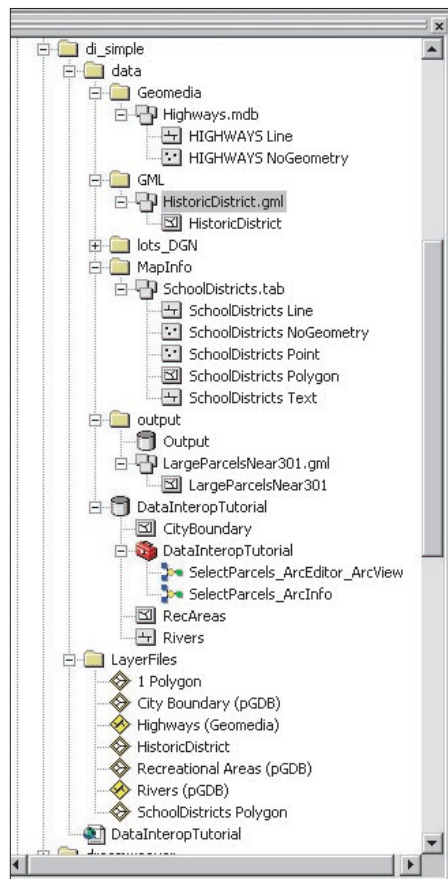 di_simple
data
Geomedia
Highways.mdb
HIGHWAYS Line
HIGHWAYS NoGeometry
GML
HistoricDistrict.gml
HistoricDistrict
lots_DGN
MapInfo
SchoolDistricts.tab
SchoolDistricts Line
SchoolDistricts NoGeometry
SchoolDistricts Point
SchoolDistricts Polygon
SchoolDistricts Text
output
Output
LargeParcelsNear301.gml
LargeParcelsNear301
DataInteropTutorial
CityBoundary
DataInteropTutorial
SelectParcels_ArcEditor_ArcView
SelectParcels_ArcInfo
RecAreas
Rivers
LayerFiles
1 Polygon
City Boundary (pGDB)
Highways (Geomedia)
HistoricDistrict
Recreational Areas (pGDB)
Rivers (pGDB)
SchoolDistricts Polygon
DataInteropTutorial